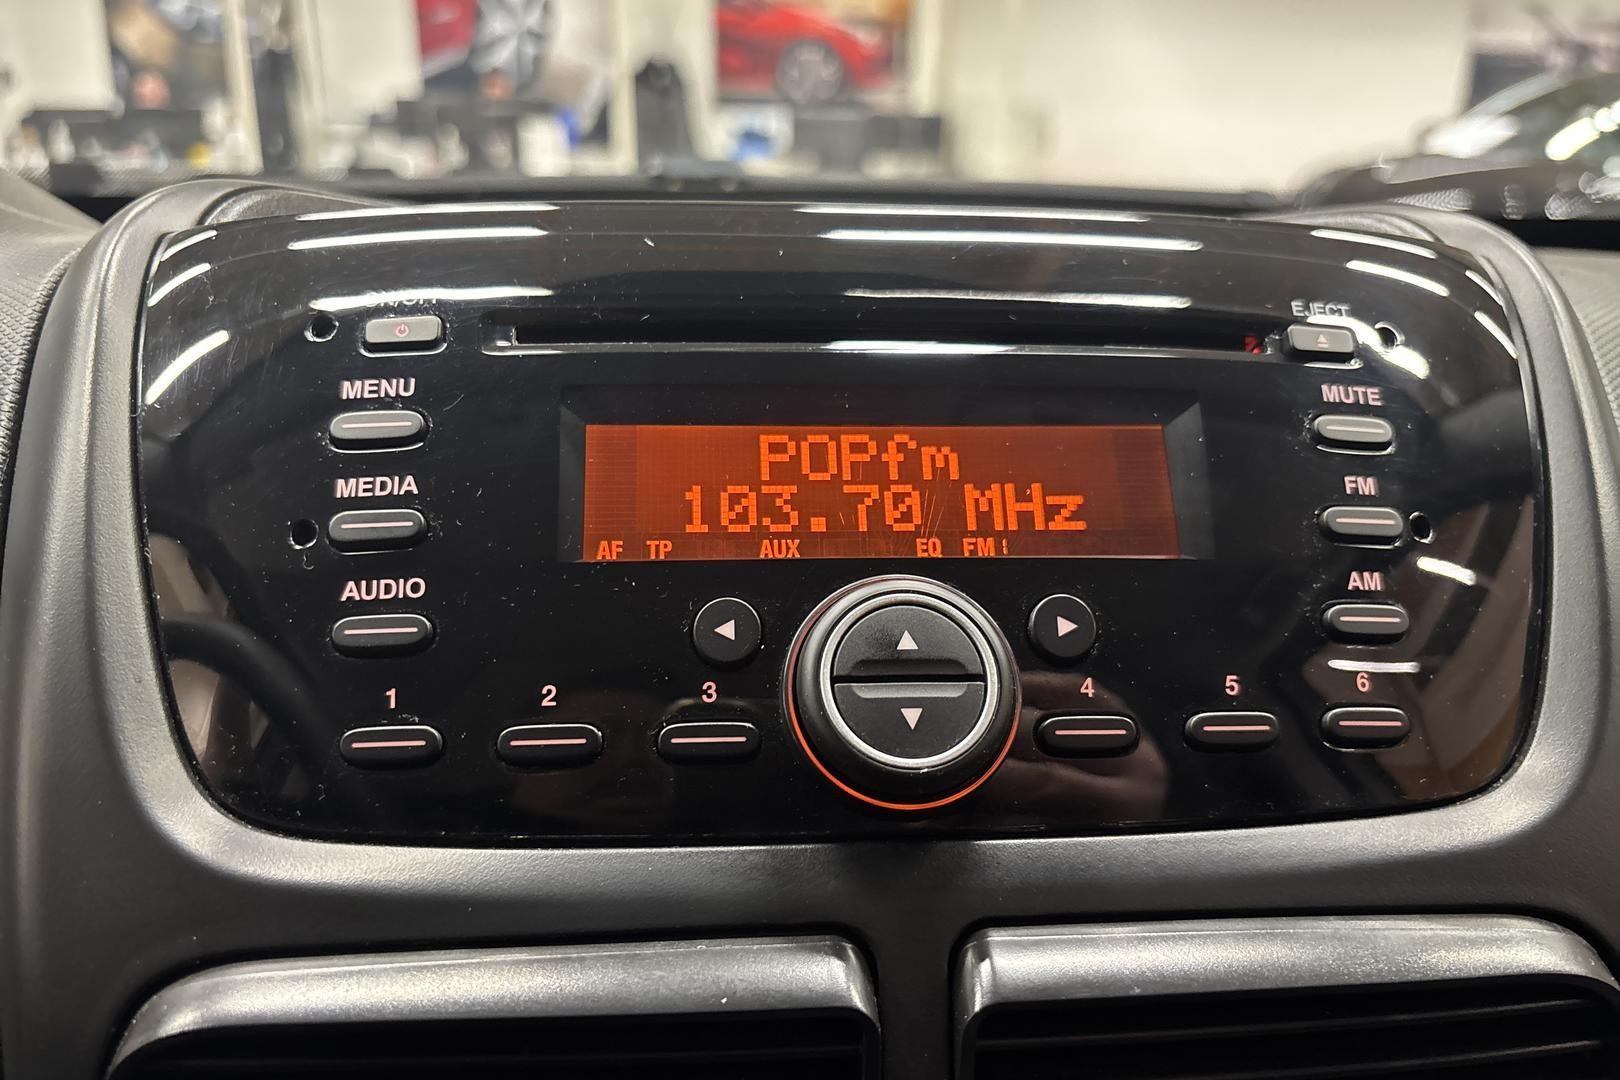 ON/OFF
EJECT
MENU
MUTE
POPfm
MEDIA
103.70 MHz
FM
AF TP AUX EQ FM
AUDIO
AM
1 2 3 4 5 6